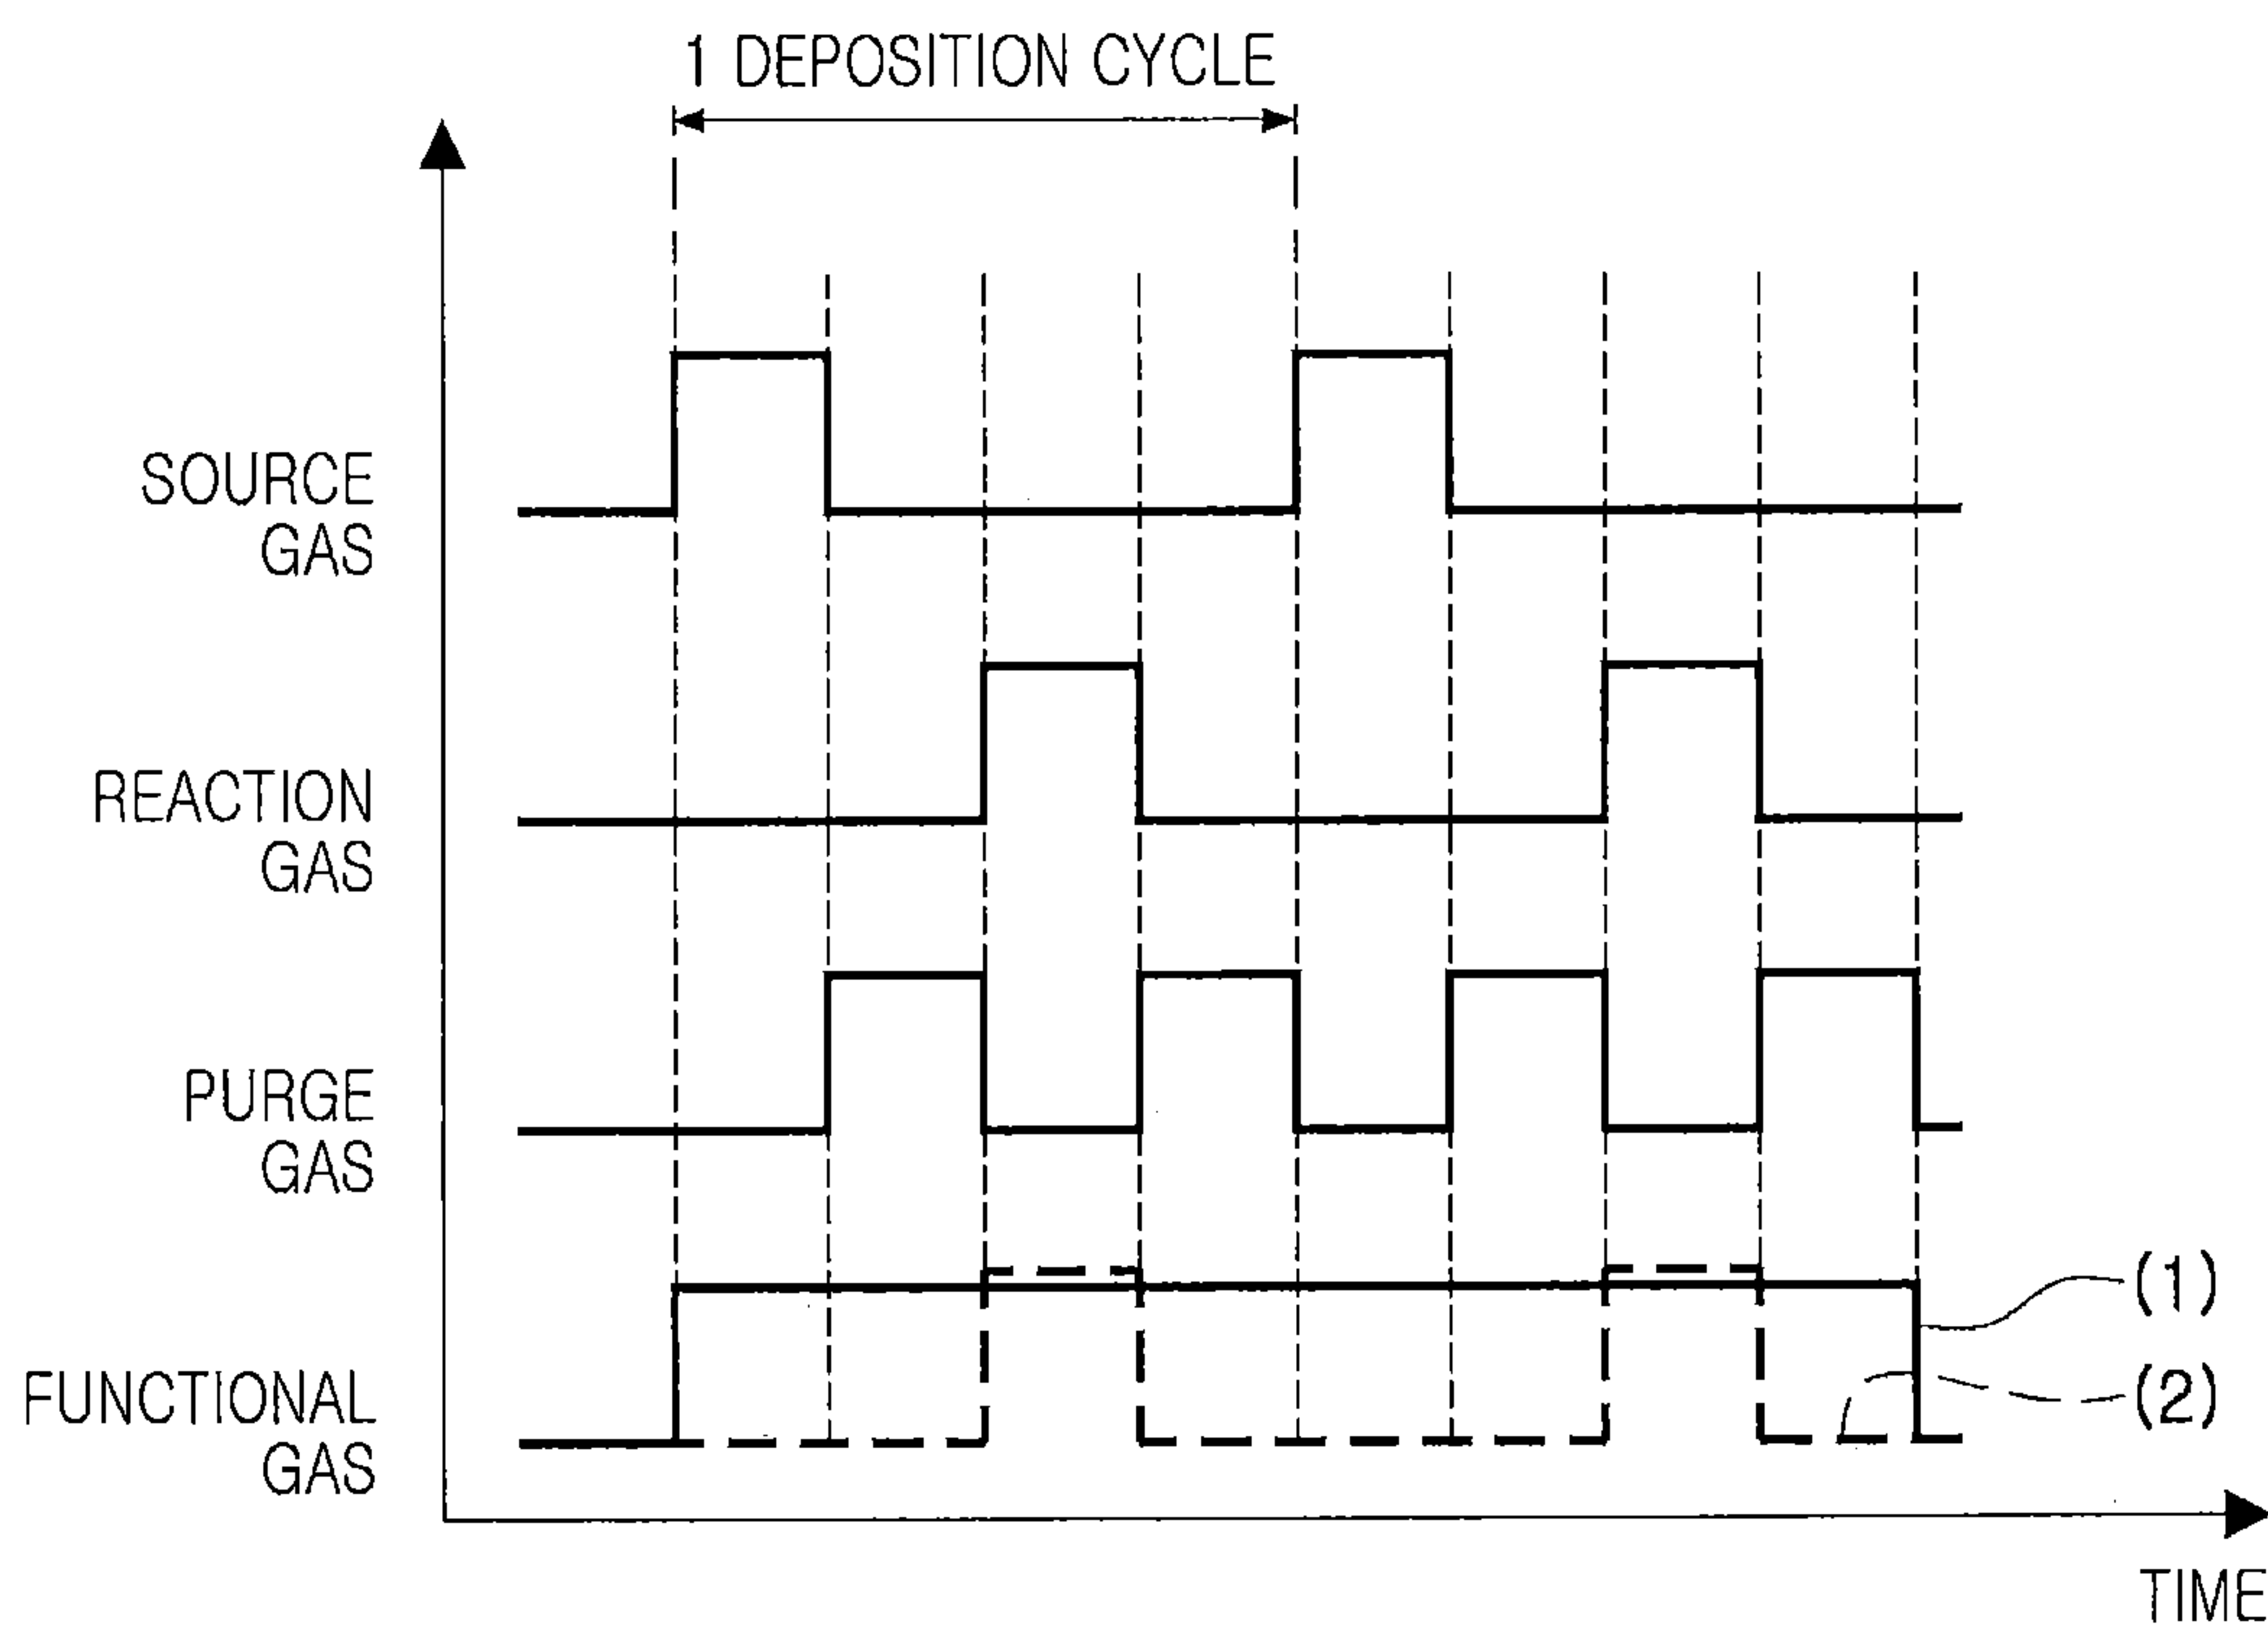 1 DEPOSITION CYCLE
SOURCE
GAS
REACTION
GAS
PURGE
GAS
(1)
FUNCTIONAL
GAS
(2)
TIME